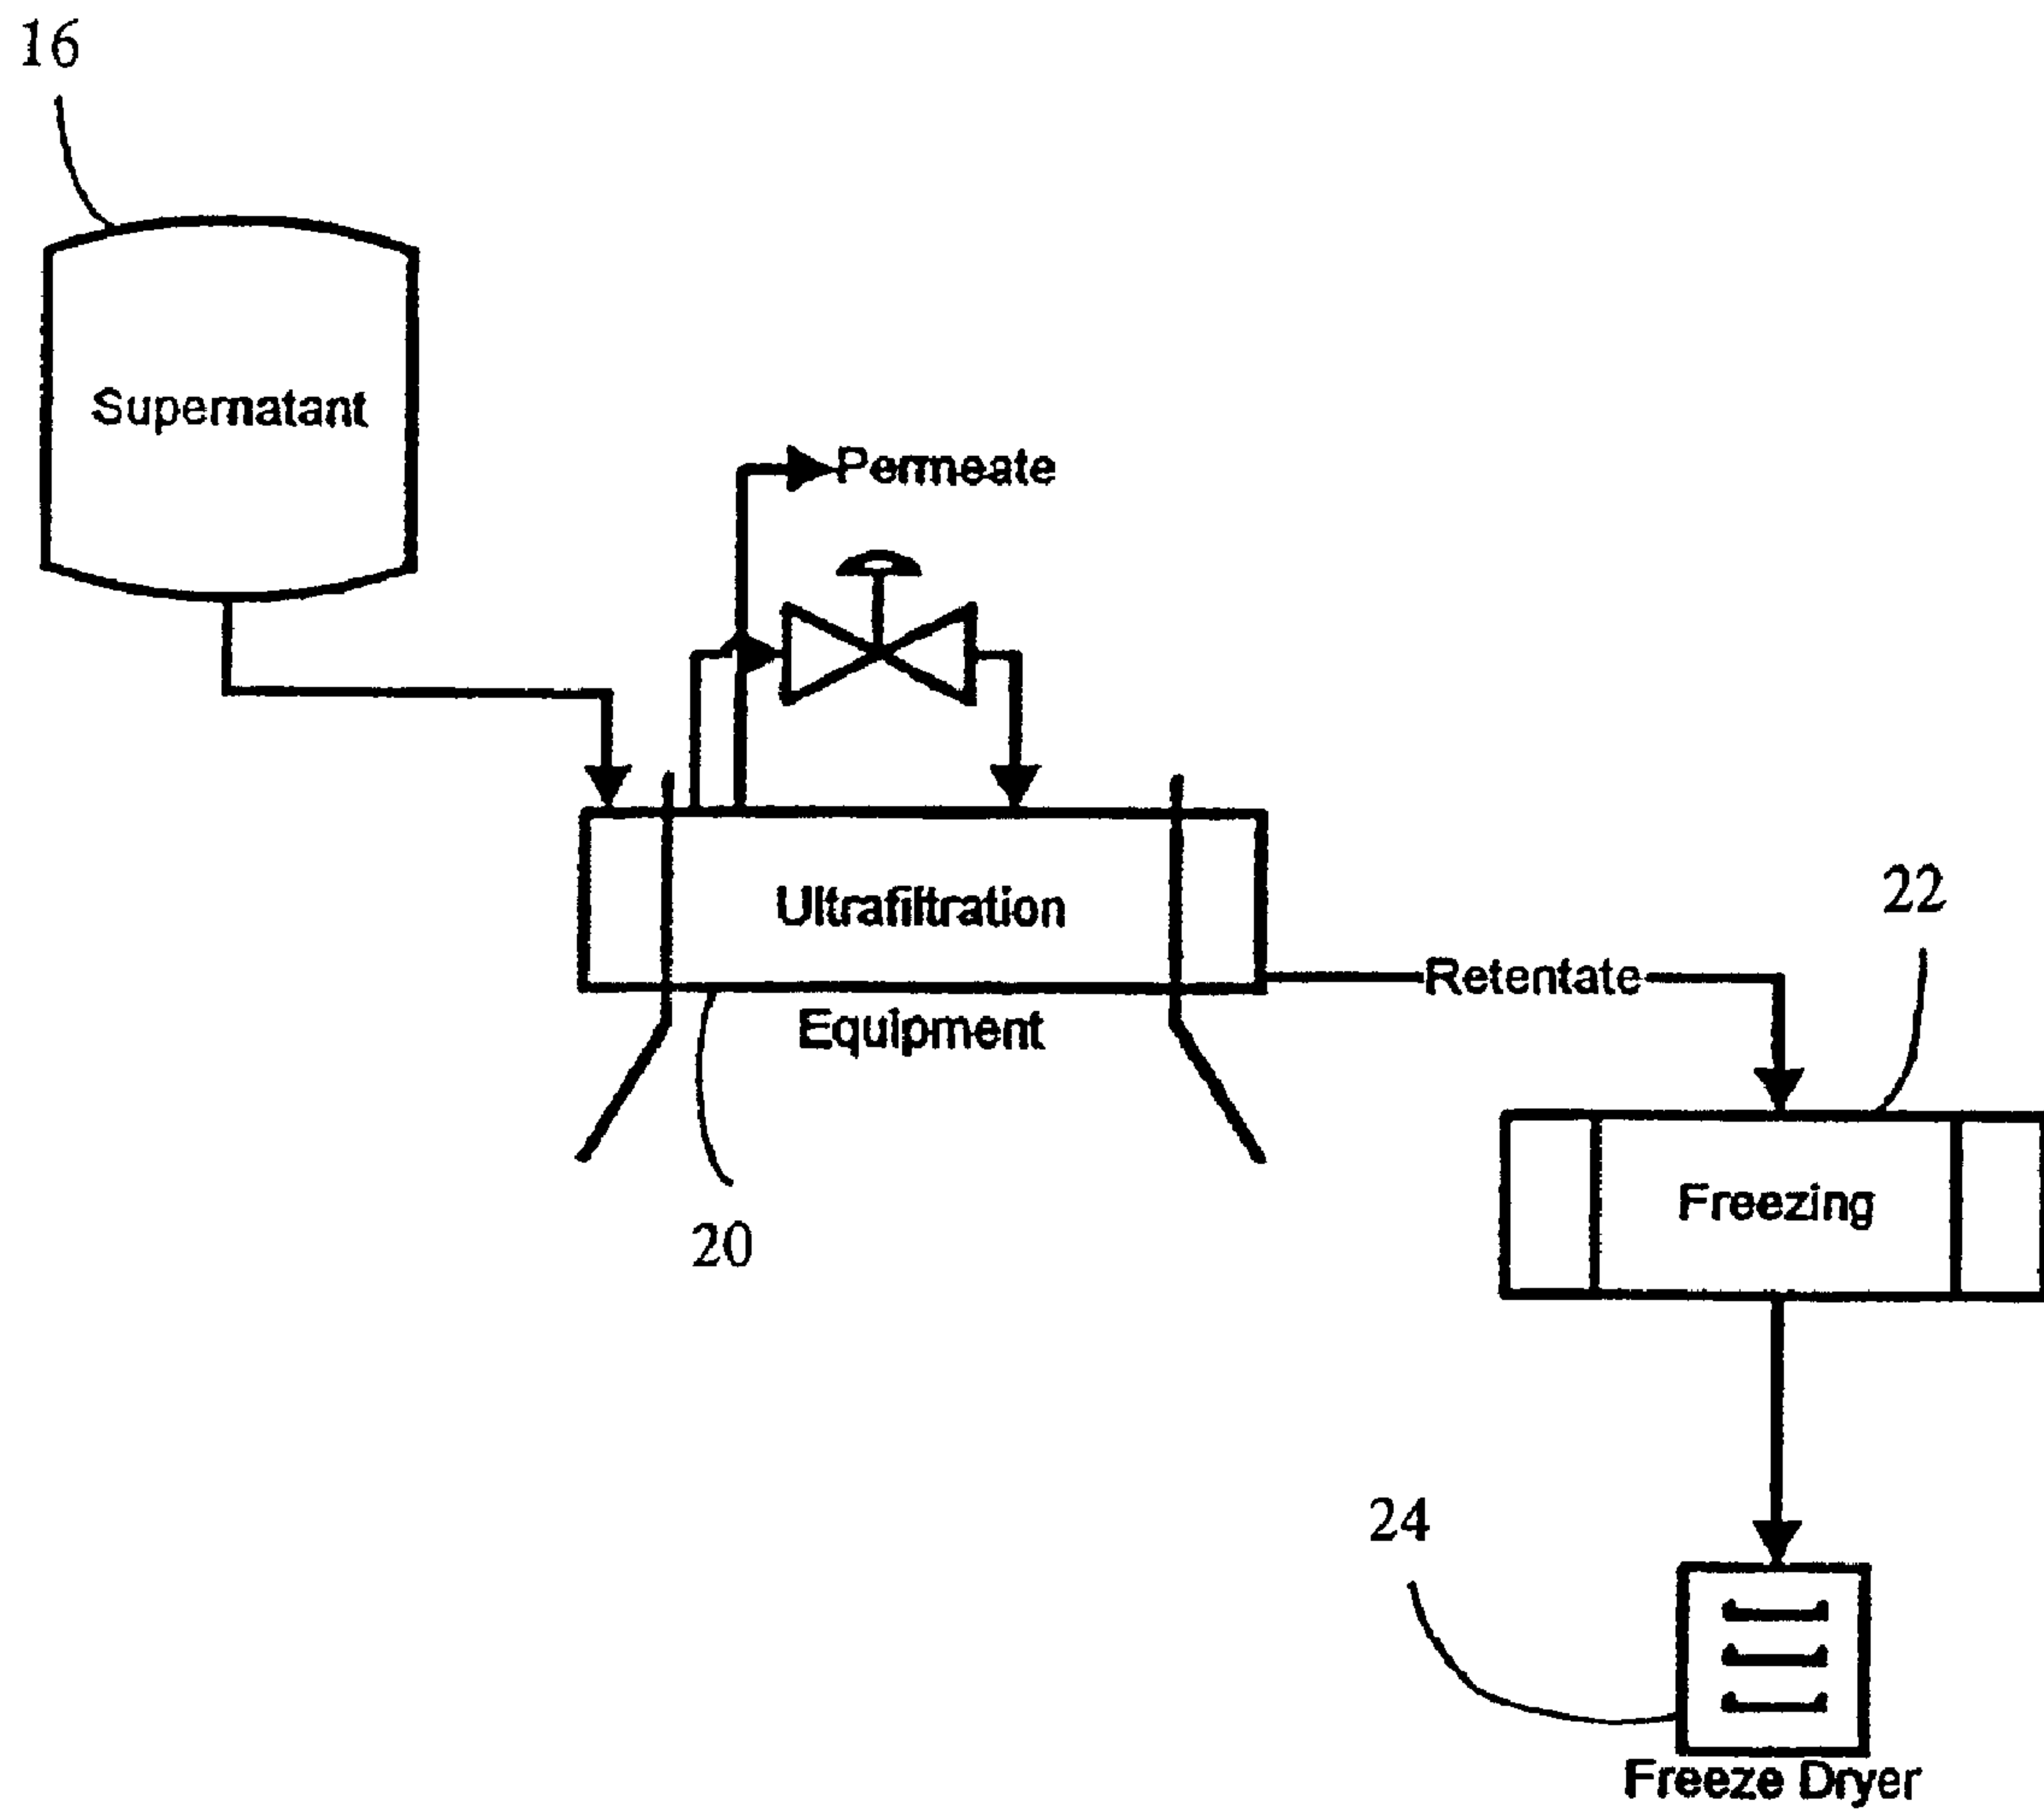 16
Supernatant
Permeate
Ultrafiltration
Equipment
22
Retentate
Freezing
20
24
Freeze Dryer